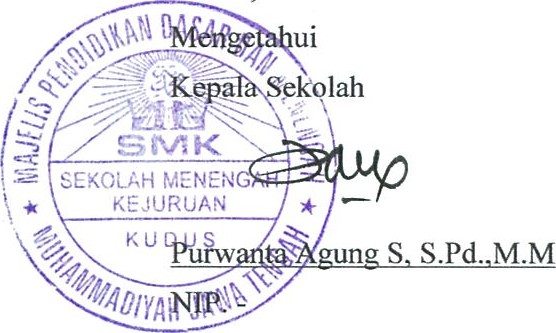 Mengetahui
Kepala Sekolah
MAJELIS PENDIDIKAN DASAR DAN
SMK
SEKOLAH MENENGAH
KEJURUAN
KUDUS
MUHAMMADIYAH JAWA TENGAH
Purwanta Agung S, S.Pd.,M.M
NIP. -